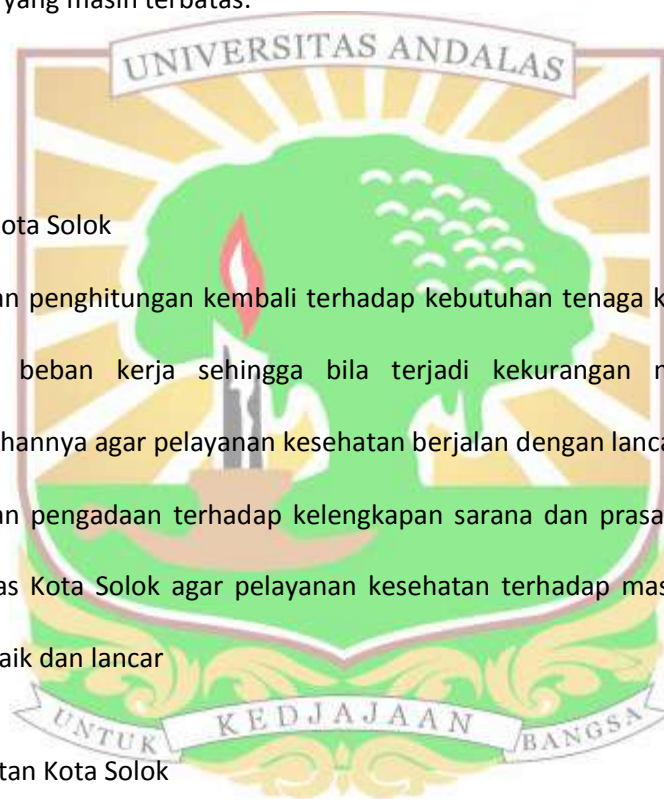 yang masih terbatas.
UNIVERSITAS ANDALAS
ota Solok
an penghitungan kembali terhadap kebutuhan tenaga k
beban kerja sehingga bila terjadi kekurangan
hannya agar pelayanan kesehatan berjalan dengan lanca
an pengadaan terhadap kelengkapan sarana dan prasa
as Kota Solok agar pelayanan kesehatan terhadap mas
aik dan lancar
UNTUK KEDJAJAAN BANGSA
tan Kota Solok